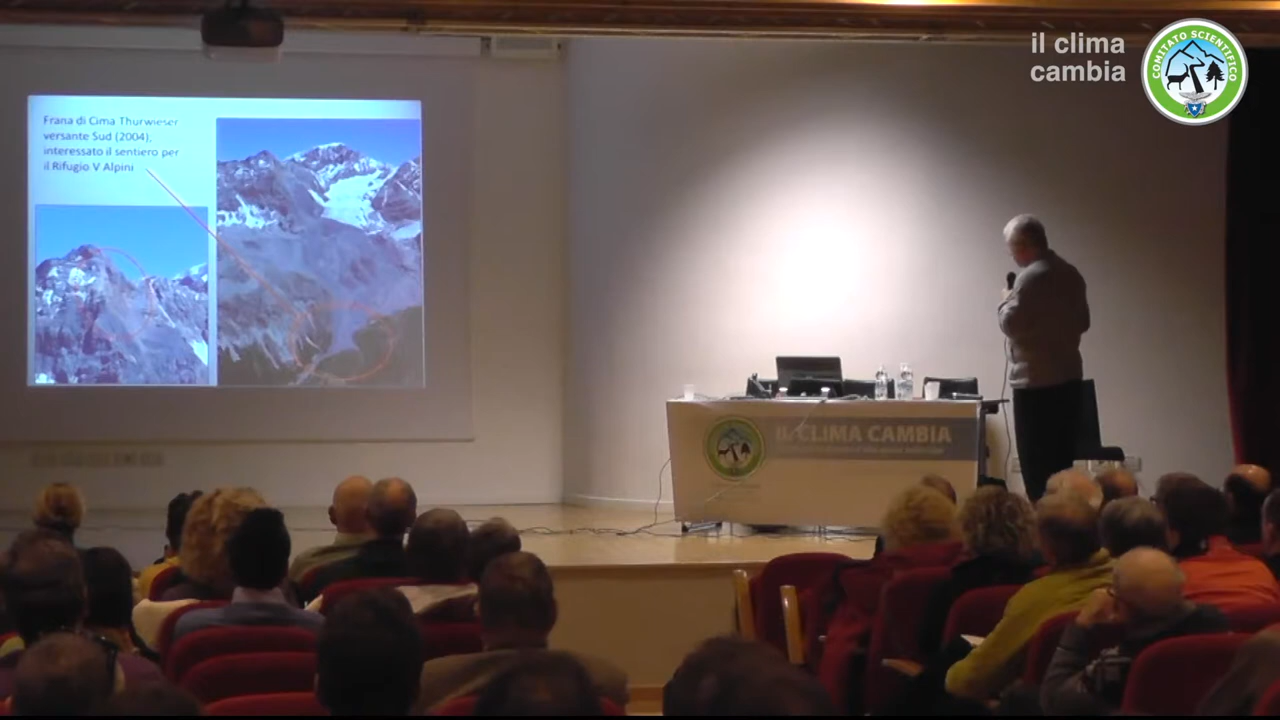 il clima
cambia
COMITATO SCIENTIFICO
Frana di Cima Thurwieser
versante Sud (2004),
interessato il sentiero per
il Rifugio V Alpini
IL CLIMA CAMBIA